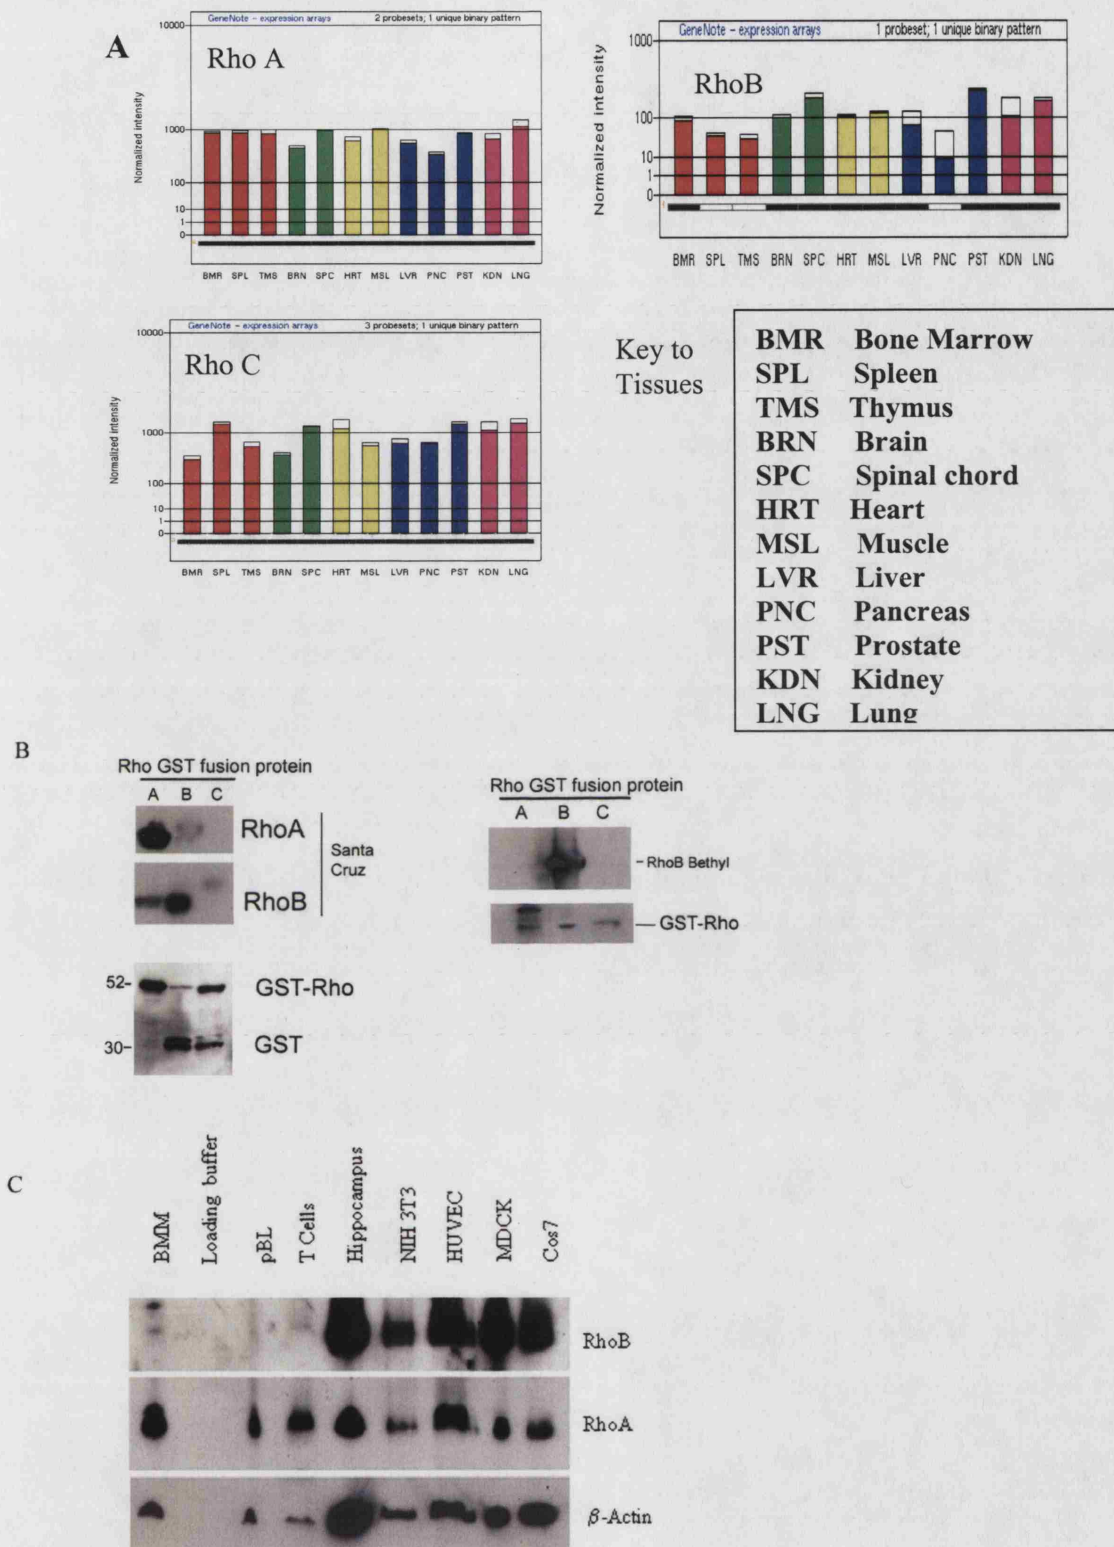 A
GeneNote - expression arrays 2 probesets; 1 unique binary pattern
Rho A
Normalized intensity
10000
1000
100
10
1
0
BMR SPL TMS BRN SPC HRT MSL LVR PNC PST KDN LNG
GeneNote - expression arrays 1 probeset; 1 unique binary pattern
RhoB
Normalized intensity
1000
100
10
1
0
BMR SPL TMS BRN SPC HRT MSL LVR PNC PST KDN LNG
GeneNote - expression arrays 3 probesets; 1 unique binary pattern
Rho C
Normalized intensity
10000
1000
100
10
1
0
BMR SPL TMS BRN SPC HRT MSL LVR PNC PST KDN LNG
Key to
Tissues
BMR Bone Marrow
SPL Spleen
TMS Thymus
BRN Brain
SPC Spinal chord
HRT Heart
MSL Muscle
LVR Liver
PNC Pancreas
PST Prostate
KDN Kidney
LNG Lung
B
Rho GST fusion protein
A B C
RhoA
RhoB
Santa
Cruz
52-
GST-Rho
30-
GST
Rho GST fusion protein
A B C
-RhoB Bethyl
— GST-Rho
C
BMM
Loading buffer
pBL
T Cells
Hippocampus
NIH 3T3
HUVEC
MDCK
Cos7
RhoB
RhoA
β-Actin